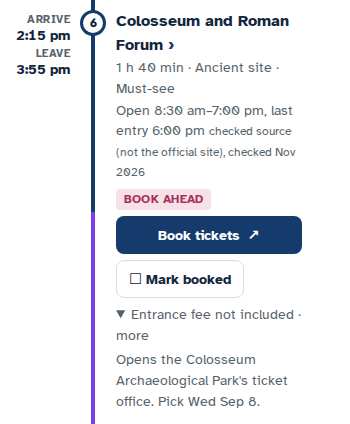 ARRIVE
2:15 pm
LEAVE
3:55 pm
6
Colosseum and Roman
Forum ›
1 h 40 min · Ancient site ·
Must-see
Open 8:30 am–7:00 pm, last
entry 6:00 pm checked source
(not the official site), checked Nov
2026
BOOK AHEAD
Book tickets ↗
☐ Mark booked
▼ Entrance fee not included ·
more
Opens the Colosseum
Archaeological Park's ticket
office. Pick Wed Sep 8.